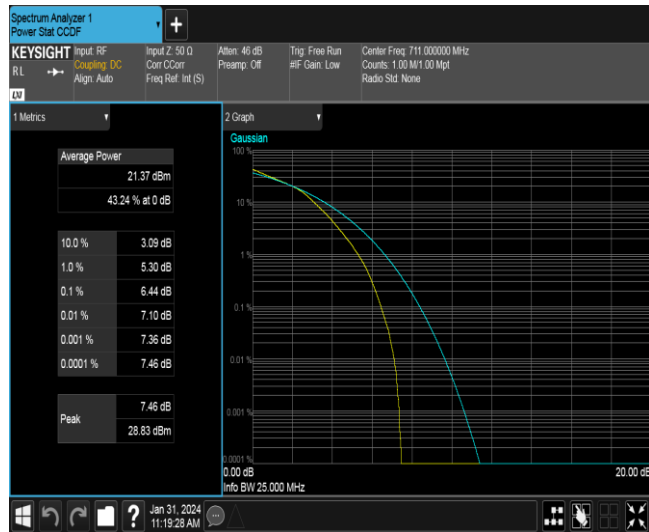 Spectrum Analyzer 1
Power Stat CCDF
+
KEYSIGHT
RL
LXI
Input: RF
Coupling: DC
Align: Auto
Input Z: 50 Ω
Corr CCorr
Freq Ref: Int (S)
Atten: 46 dB
Preamp: Off
Trig: Free Run
#IF Gain: Low
Center Freq: 711.000000 MHz
Counts: 1.00 M/1.00 Mpt
Radio Std: None
1 Metrics
Average Power
21.37 dBm
43.24 % at 0 dB
10.0 % 3.09 dB
1.0 % 5.30 dB
0.1 % 6.44 dB
0.01 % 7.10 dB
0.001 % 7.36 dB
0.0001 % 7.46 dB
Peak
7.46 dB
28.83 dBm
2 Graph
Gaussian
100 %
10 %
1 %
0.1 %
0.01 %
0.001 %
0.0001 %
0.00 dB
20.00 dB
Info BW 25.000 MHz
?
Jan 31, 2024
11:19:28 AM